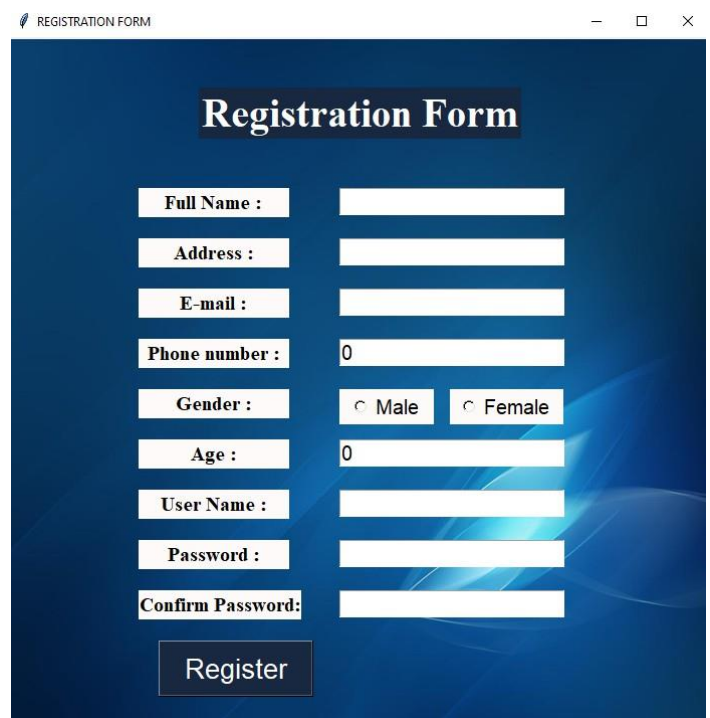 REGISTRATION FORM
Registration Form
Full Name :
Address :
E-mail :
Phone number : 0
Gender : Male Female
Age : 0
User Name :
Password :
Confirm Password:
Register